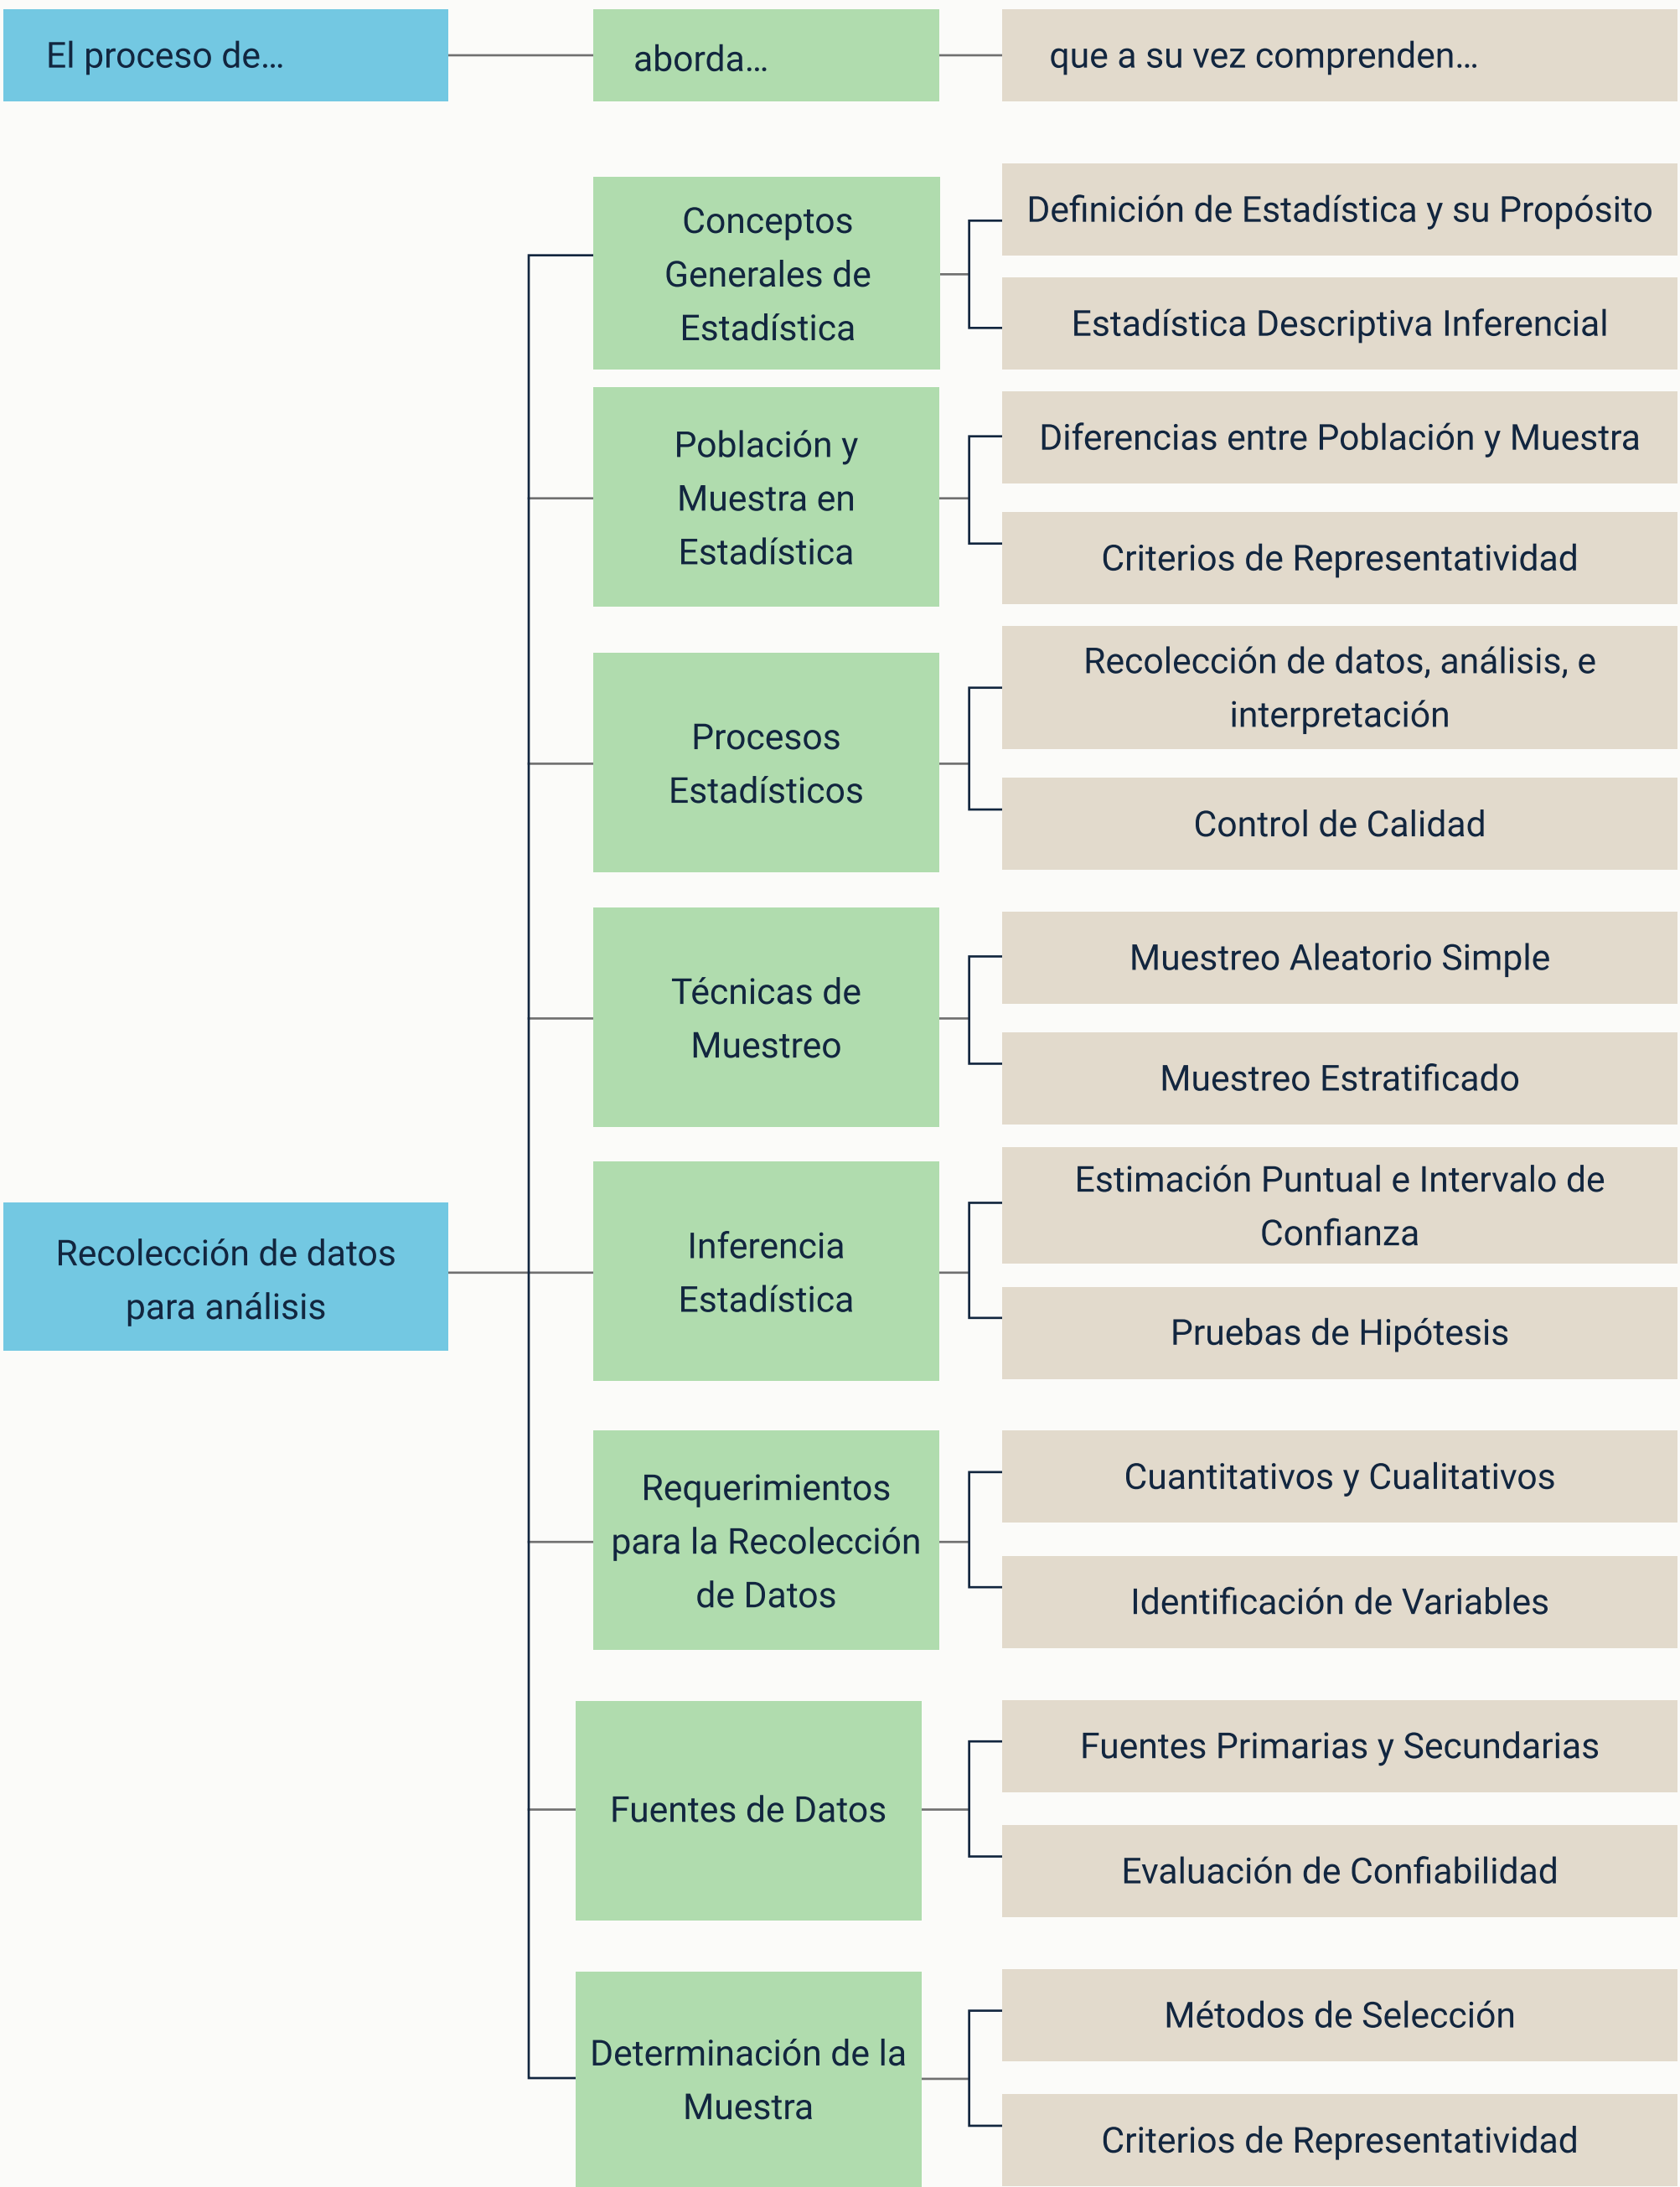 El proceso de...
aborda...
que a su vez comprenden...
Conceptos
Generales de
Estadística
Definición de Estadística y su Propósito
Estadística Descriptiva Inferencial
Población y
Muestra en
Estadística
Diferencias entre Población y Muestra
Criterios de Representatividad
Procesos
Estadísticos
Recolección de datos, análisis, e
interpretación
Control de Calidad
Técnicas de
Muestreo
Muestreo Aleatorio Simple
Muestreo Estratificado
Recolección de datos
para análisis
Inferencia
Estadística
Estimación Puntual e Intervalo de
Confianza
Pruebas de Hipótesis
Requerimientos
para la Recolección
de Datos
Cuantitativos y Cualitativos
Identificación de Variables
Fuentes de Datos
Fuentes Primarias y Secundarias
Evaluación de Confiabilidad
Determinación de la
Muestra
Métodos de Selección
Criterios de Representatividad